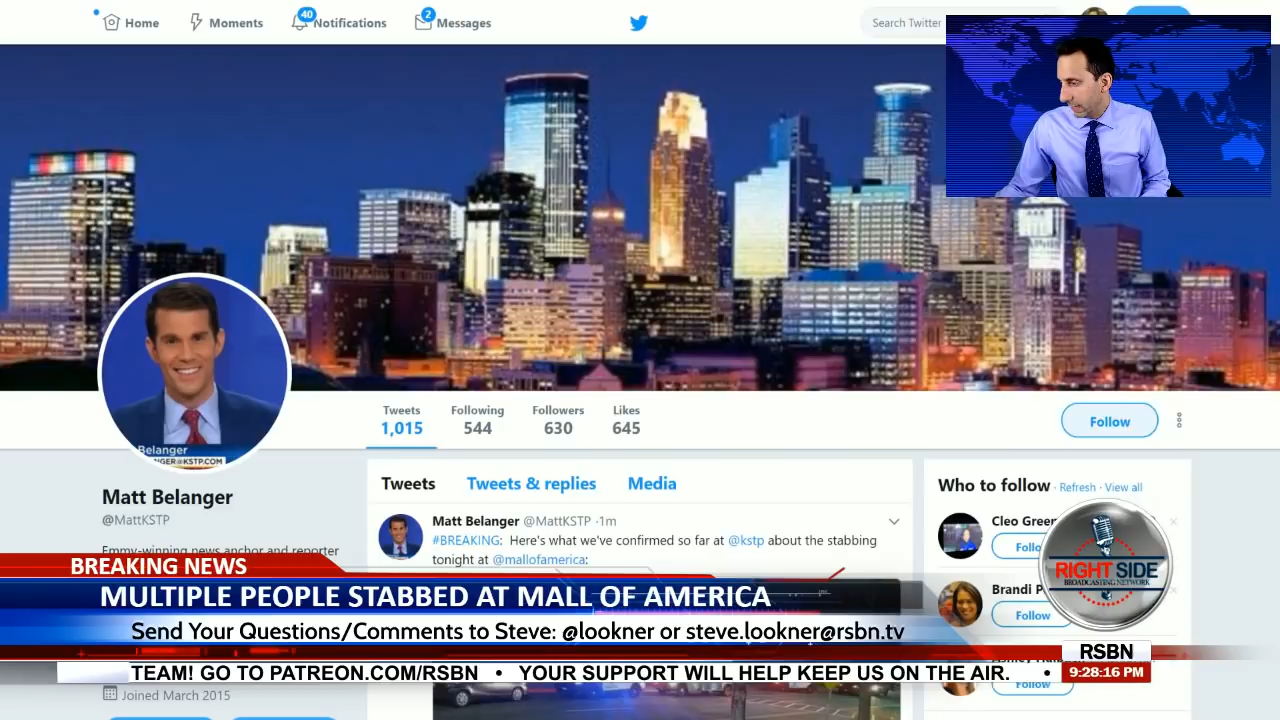 Home
Moments
40
Notifications
2
Messages
Search Twitter
Belanger
NGER@KSTP.COM
Tweets
1,015
Following
544
Followers
630
Likes
645
Follow
Matt Belanger
@MattKSTP
Emmy-winning news anchor and reporter
Joined March 2015
Tweets
Tweets & replies
Media
Matt Belanger @MattKSTP · 1m
#BREAKING: Here's what we've confirmed so far at @kstp about the stabbing
tonight at @mallofamerica:
Who to follow · Refresh · View all
Cleo Green
Follo
Brandi P
Follow
Follow
RIGHT SIDE
BROADCASTING NETWORK
BREAKING NEWS
MULTIPLE PEOPLE STABBED AT MALL OF AMERICA
Send Your Questions/Comments to Steve: @lookner or steve.lookner@rsbn.tv
TEAM! GO TO PATREON.COM/RSBN • YOUR SUPPORT WILL HELP KEEP US ON THE AIR. •
RSBN
9:28:16 PM